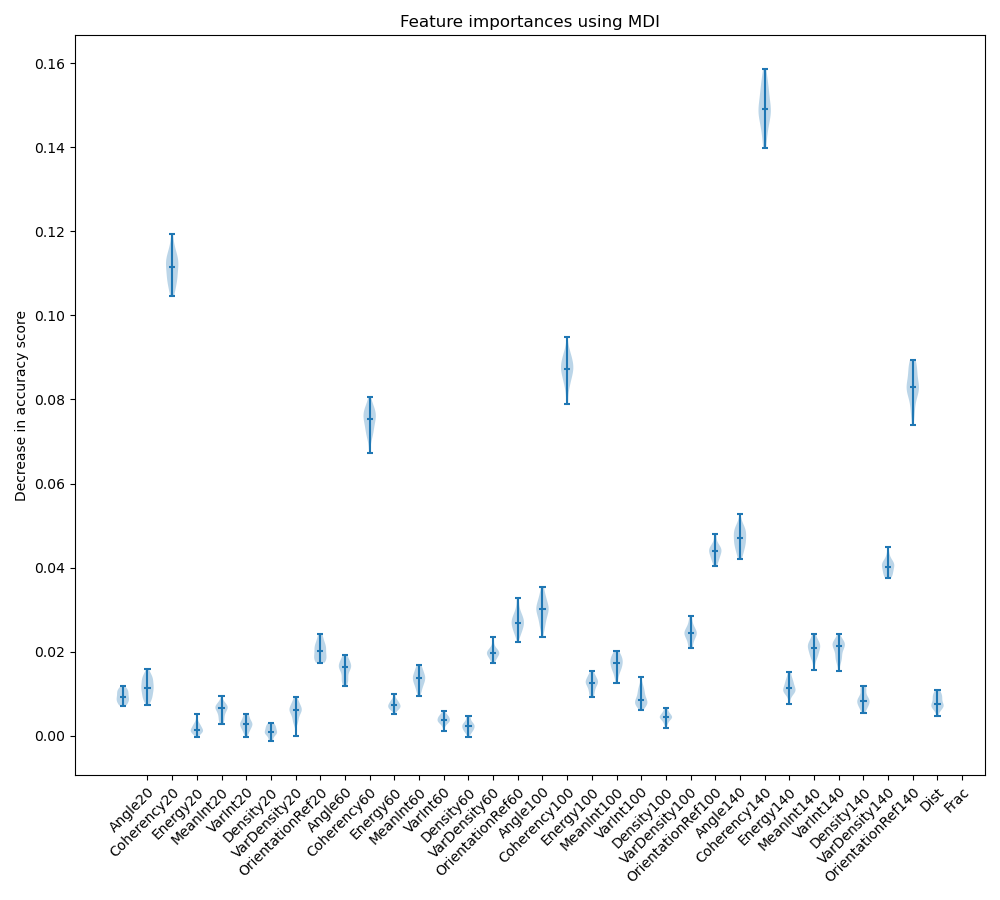 Feature importances using MDI
Decrease in accuracy score
0.16
0.14
0.12
0.10
0.08
0.06
0.04
0.02
0.00
Angle20
Coherency20
Energy20
MeanInt20
VarInt20
Density20
VarDensity20
OrientationRef20
Angle60
Coherency60
Energy60
MeanInt60
VarInt60
Density60
VarDensity60
OrientationRef60
Angle100
Coherency100
Energy100
MeanInt100
VarInt100
Density100
VarDensity100
OrientationRef100
Angle140
Coherency140
Energy140
MeanInt140
VarInt140
Density140
VarDensity140
OrientationRef140
Dist
Frac